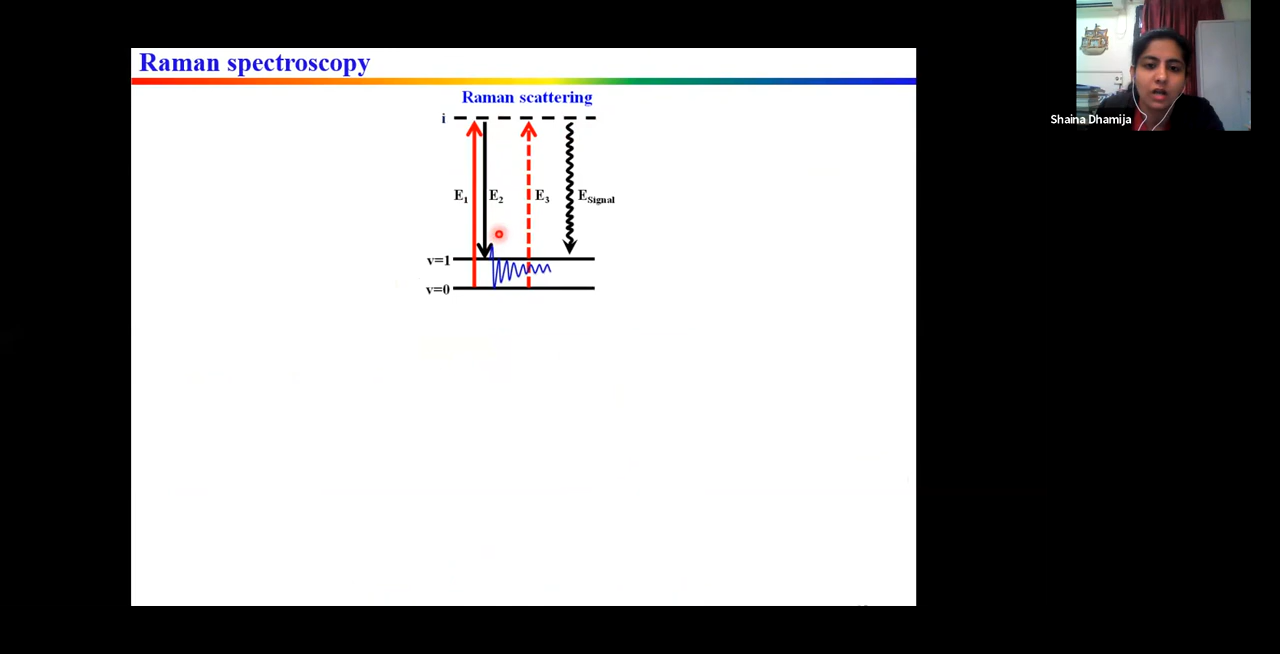 Raman spectroscopy
Raman scattering
i
E1 E2 E3 ESignal
v=1
v=0
Shaina Dhamija